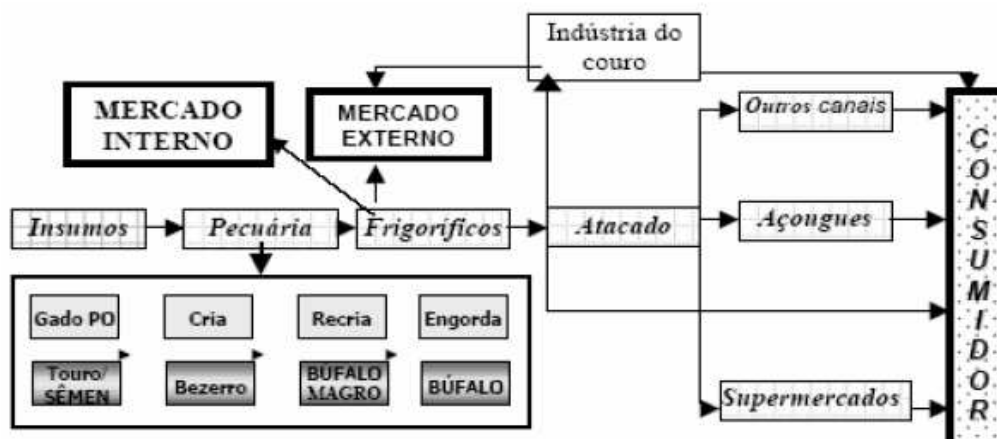 Indústria do
couro
MERCADO
INTERNO
MERCADO
EXTERNO
Outros canais
Insumos
Pecuária
Frigoríficos
Atacado
Açougues
CONSUMIDOR
Gado PO
Cria
Recria
Engorda
Touro/
SÊMEN
Bezerro
BÚFALO
MAGRO
BÚFALO
Supermercados